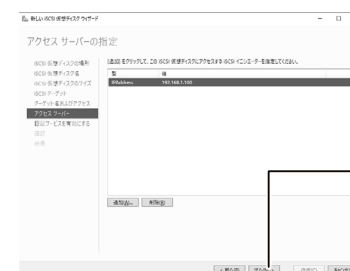 新しい iSCSI 仮想ディスク ウィザード
アクセス サーバーの指定
iSCSI 仮想ディスクの場所
iSCSI 仮想ディスク名
iSCSI 仮想ディスクのサイズ
iSCSI ターゲット
ターゲット名およびアクセス
アクセス サーバー
認証サービスを有効にする
確認
結果
[追加] をクリックして、この iSCSI 仮想ディスクにアクセスする iSCSI イニシエーターを指定してください。
型 値
IPAddress 192.168.1.100
追加(A)... 削除(R)
< 前へ(P) 次へ(N) >